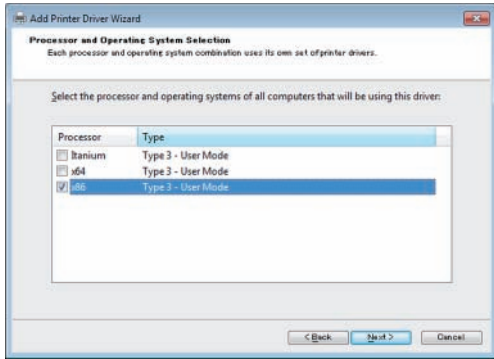 Add Printer Driver Wizard
Processor and Operating System Selection
Each processor and operating system combination uses its own set of printer drivers.
Select the processor and operating systems of all computers that will be using this driver:
Processor Type
Itanium Type 3 - User Mode
x64 Type 3 - User Mode
x86 Type 3 - User Mode
< Back Next > Cancel